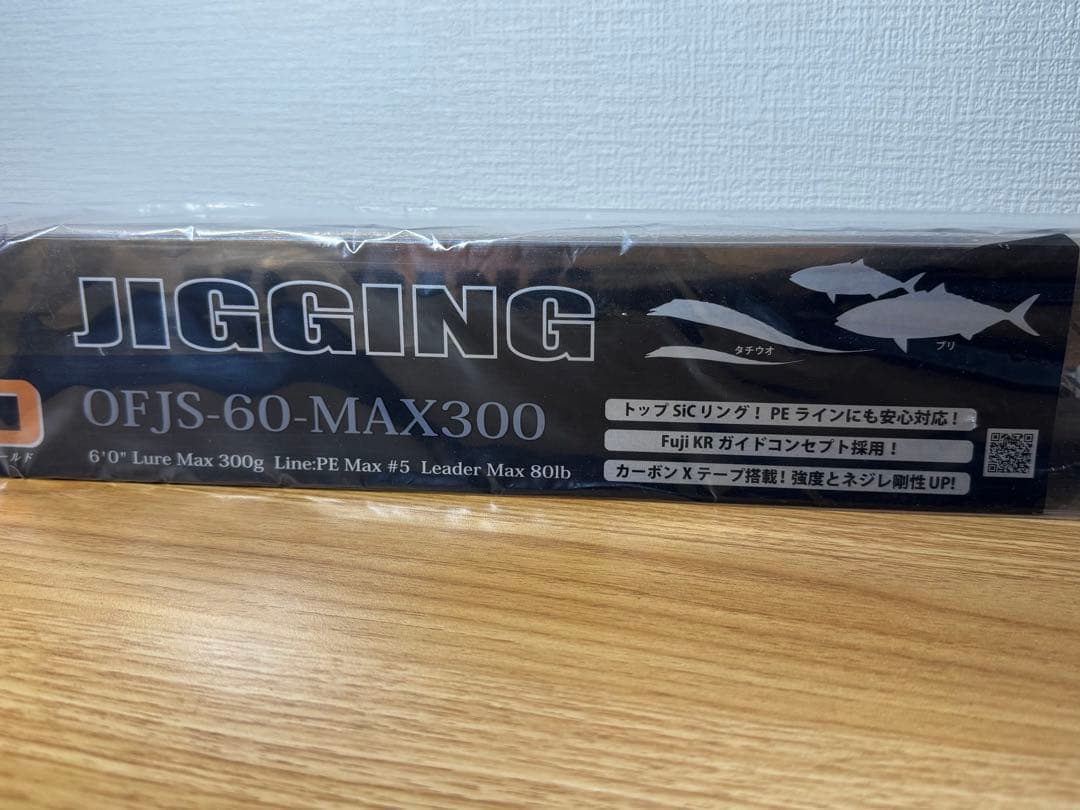 JIGGING
タチウオ
ブリ
OFJS-60-MAX300
6'0" Lure Max 300g Line:PE Max #5 Leader Max 80lb
トップ SiC リング！ PE ラインにも安心対応！
Fuji KR ガイドコンセプト採用！
カーボン X テープ搭載！強度とネジレ剛性 UP!
ールド